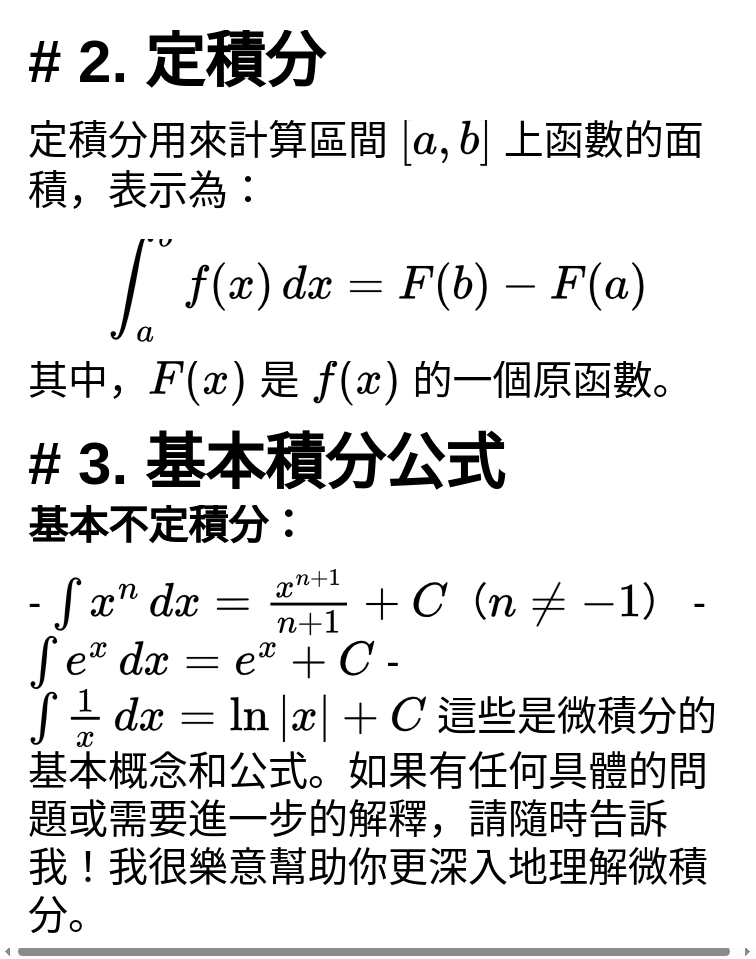 # 2. 定積分
定積分用來計算區間 [a, b] 上函數的面
積，表示為：
∫_a^b f(x) dx = F(b) − F(a)
其中，F(x) 是 f(x) 的一個原函數。
# 3. 基本積分公式
基本不定積分：
- ∫ x^n dx = \frac{x^{n+1}}{n+1} + C（n ≠ −1） -
∫ e^x dx = e^x + C -
∫ \frac{1}{x} dx = ln |x| + C 這些是微積分的
基本概念和公式。如果有任何具體的問
題或需要進一步的解釋，請隨時告訴
我！我很樂意幫助你更深入地理解微積
分。